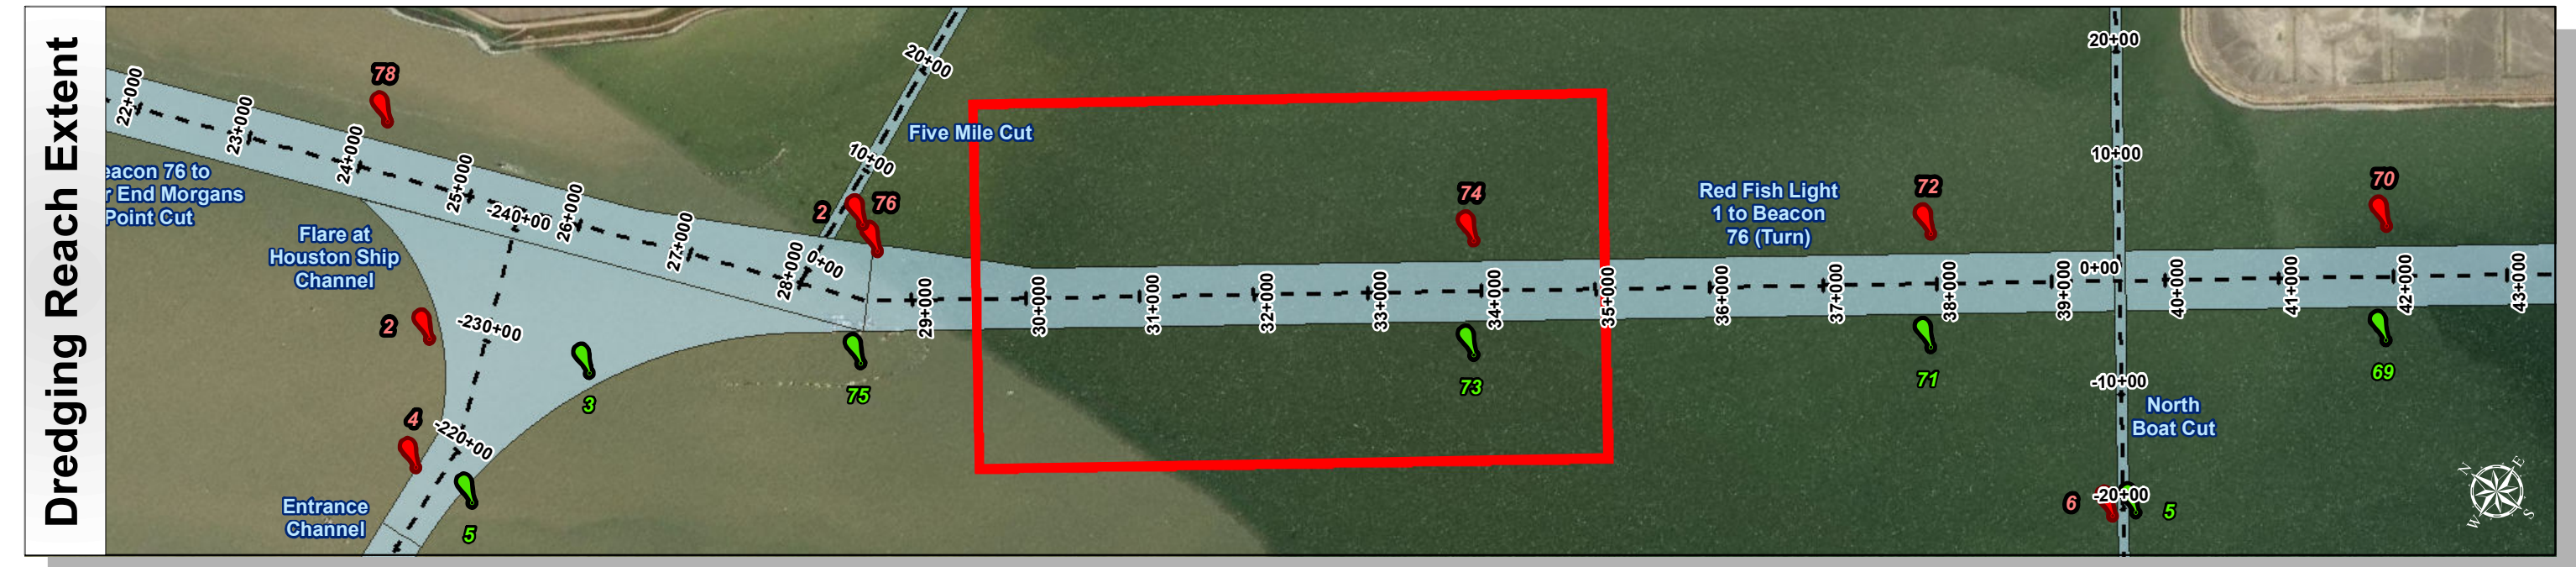 Dredging Reach Extent
20+00
20+00
78
22+000
23+000
24+000
25+000
26+000
27+000
28+000
29+000
30+000
31+000
32+000
33+000
34+000
35+000
36+000
37+000
38+000
39+000
40+000
41+000
42+000
43+000
Five Mile Cut
10+00
10+00
eacon 76 to
r End Morgans
Point Cut
2
76
74
Red Fish Light
1 to Beacon
76 (Turn)
72
70
-240+00
Flare at
Houston Ship
Channel
0+00
0+00
2
-230+00
3
75
73
71
69
-10+00
4
-220+00
North
Boat Cut
Entrance
Channel
5
6
-20+00
5
N
E
W
S